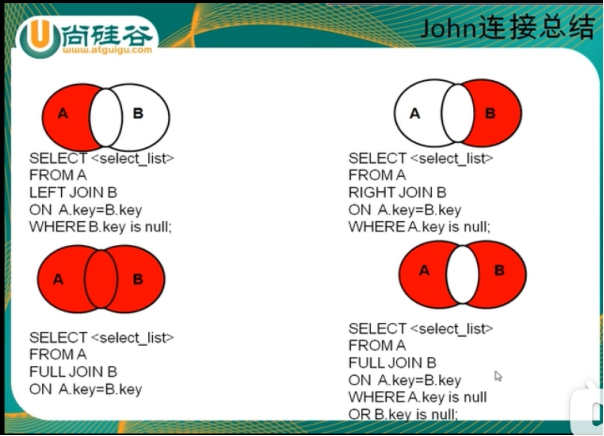 尚硅谷
www.atguigu.com
John连接总结
A
B
SELECT <select_list>
FROM A
LEFT JOIN B
ON A.key=B.key
WHERE B.key is null;
A
B
SELECT <select_list>
FROM A
RIGHT JOIN B
ON A.key=B.key
WHERE A.key is null;
A
B
SELECT <select_list>
FROM A
FULL JOIN B
ON A.key=B.key
A
B
SELECT <select_list>
FROM A
FULL JOIN B
ON A.key=B.key
WHERE A.key is null
OR B.key is null;